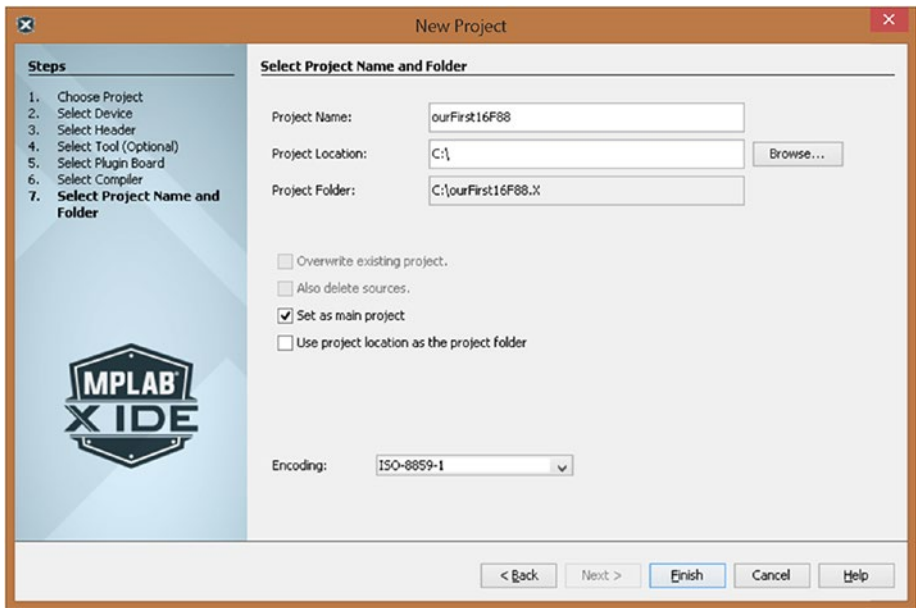 New Project
Steps
1. Choose Project
2. Select Device
3. Select Header
4. Select Tool (Optional)
5. Select Plugin Board
6. Select Compiler
7. Select Project Name and
Folder
MPLAB®
X IDE
Select Project Name and Folder
Project Name: ourFirst16F88
Project Location: C:\ Browse...
Project Folder: C:\ourFirst16F88.X
Overwrite existing project.
Also delete sources.
Set as main project
Use project location as the project folder
Encoding: ISO-8859-1
< Back Next > Finish Cancel Help